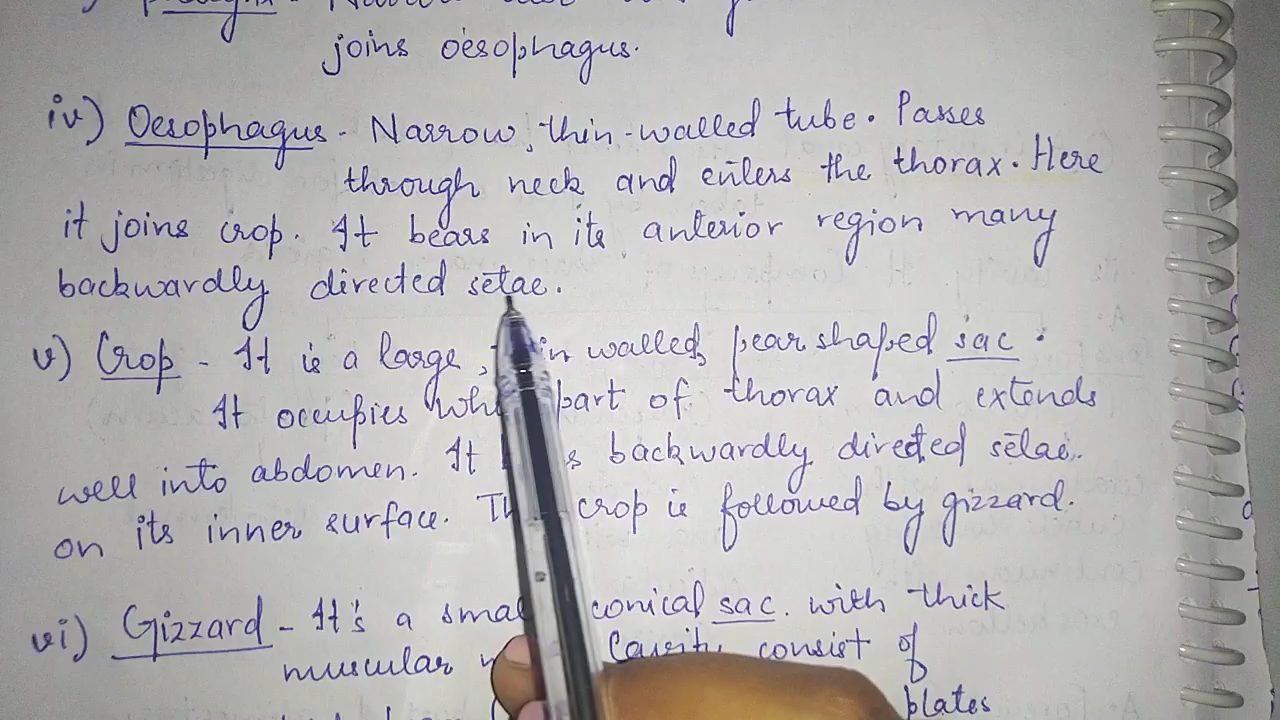 joins oesophagus.
iv) Oesophagus - Narrow, thin-walled tube. Passes
through neck and enters the thorax. Here
it joins crop. It bears in its anterior region many
backwardly directed setae.
v) Crop - It is a large, walled, pear shaped sac.
It occupies part of thorax and extends
well into abdomen. It backwardly directed setae.
on its inner surface. crop is followed by gizzard.
vi) Gizzard - It's a conical sac. with thick
muscular Cavity consist of
plates